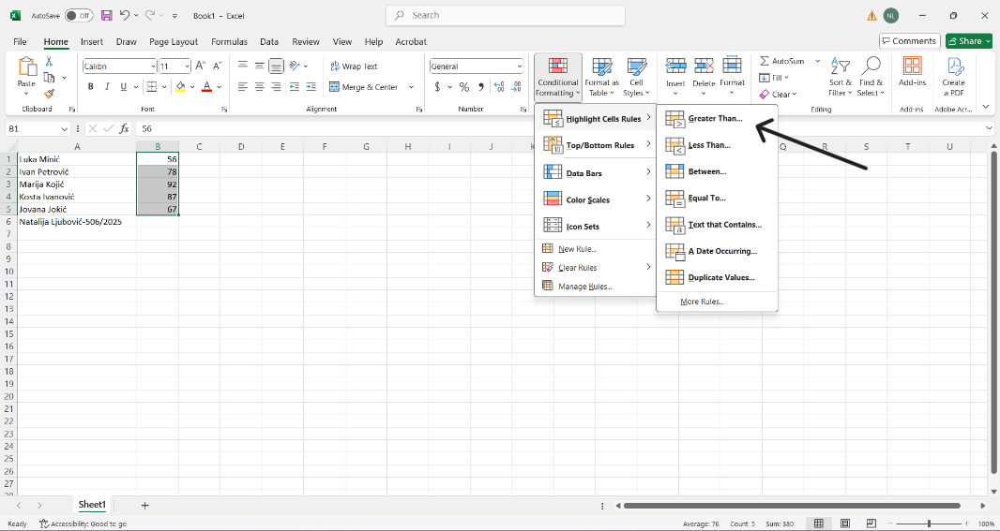 AutoSave Off Book1 - Excel Search NL
File Home Insert Draw Page Layout Formulas Data Review View Help Acrobat Comments Share
Paste Calibri 11 Wrap Text General Conditional Formatting Format as Table Cell Styles Insert Delete Format AutoSum Sort & Filter Find & Select Add-ins Create a PDF
B I U A Merge & Center $ % Fill
Clear
Clipboard Font Alignment Number Editing Add-ins Adobe Acr...
B1 fx 56
A B C D E F G H I J K Q R S T U
1 Luka Minić 56
2 Ivan Petrović 78
3 Marija Kojić 92
4 Kosta Ivanović 87
5 Jovana Jokić 67
6 Natalija Ljubović-506/2025
7
8
9
10
11
12
13
14
15
16
17
18
19
20
21
22
23
24
25
26
27
28
Highlight Cells Rules
Top/Bottom Rules
Data Bars
Color Scales
Icon Sets
New Rule...
Clear Rules
Manage Rules...
Greater Than...
Less Than...
Between...
Equal To...
Text that Contains...
A Date Occurring...
Duplicate Values...
More Rules...
Sheet1
Ready Accessibility: Good to go Average: 76 Count: 5 Sum: 380 100%